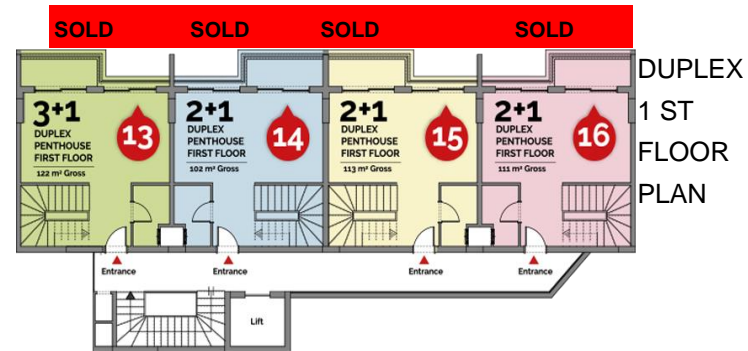 SOLD SOLD SOLD SOLD
DUPLEX
1 ST
FLOOR
PLAN
3+1
DUPLEX
PENTHOUSE
FIRST FLOOR
122 m² Gross
13
2+1
DUPLEX
PENTHOUSE
FIRST FLOOR
102 m² Gross
14
2+1
DUPLEX
PENTHOUSE
FIRST FLOOR
113 m² Gross
15
2+1
DUPLEX
PENTHOUSE
FIRST FLOOR
111 m² Gross
16
Entrance Entrance Entrance Entrance
Lift